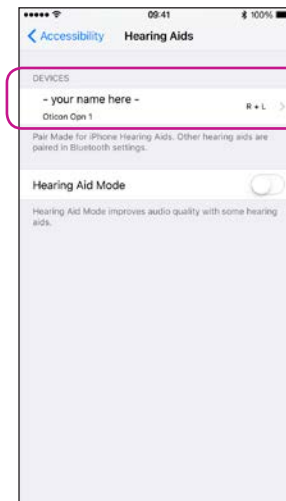 09:41
100%
Accessibility
Hearing Aids
DEVICES
- your name here -
R + L
Oticon Opn 1
Pair Made for iPhone Hearing Aids. Other hearing aids are
paired in Bluetooth settings.
Hearing Aid Mode
Hearing Aid Mode improves audio quality with some hearing
aids.